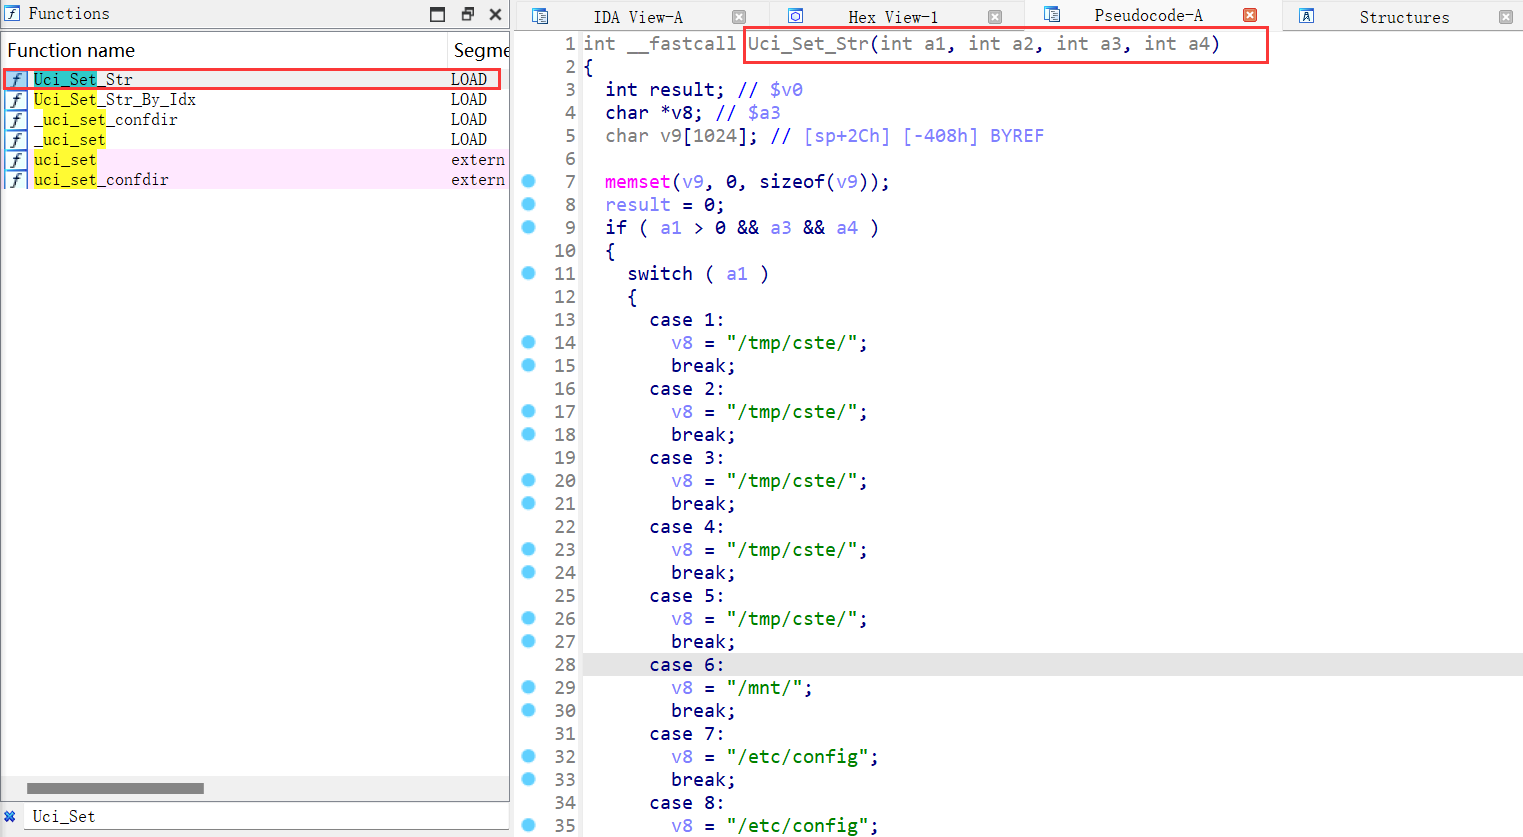 Functions
Function name Segme
f Uci_Set_Str LOAD
f Uci_Set_Str_By_Idx LOAD
f _uci_set_confdir LOAD
f _uci_set LOAD
f uci_set extern
f uci_set_confdir extern
Uci_Set
IDA View-A Hex View-1 Pseudocode-A Structures
1 int __fastcall Uci_Set_Str(int a1, int a2, int a3, int a4)
2 {
3 int result; // $v0
4 char *v8; // $a3
5 char v9[1024]; // [sp+2Ch] [-408h] BYREF
6
7 memset(v9, 0, sizeof(v9));
8 result = 0;
9 if ( a1 > 0 && a3 && a4 )
10 {
11 switch ( a1 )
12 {
13 case 1:
14 v8 = "/tmp/cste/";
15 break;
16 case 2:
17 v8 = "/tmp/cste/";
18 break;
19 case 3:
20 v8 = "/tmp/cste/";
21 break;
22 case 4:
23 v8 = "/tmp/cste/";
24 break;
25 case 5:
26 v8 = "/tmp/cste/";
27 break;
28 case 6:
29 v8 = "/mnt/";
30 break;
31 case 7:
32 v8 = "/etc/config";
33 break;
34 case 8:
35 v8 = "/etc/config";